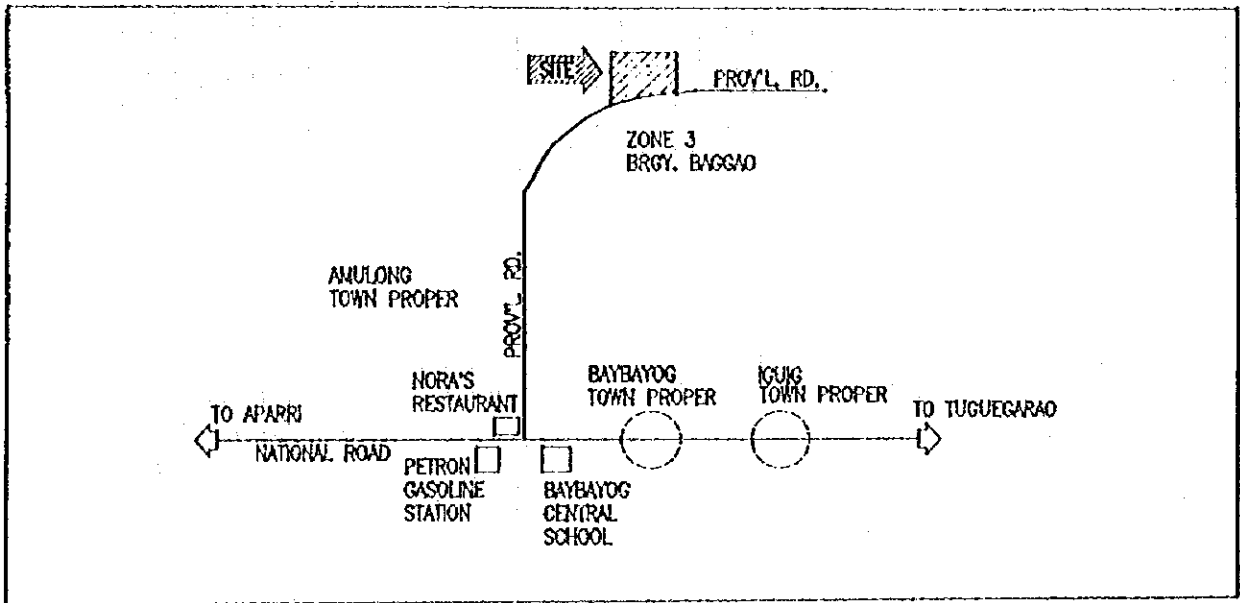 SITE
PROV'L. RD.
ZONE 3
BRGY. BAGGAO
AMULONG
TOWN PROPER
PROV'L RD.
NORA'S
RESTAURANT
BAYBAYOG
TOWN PROPER
IGUIG
TOWN PROPER
TO APARRI
TO TUGUEGARAO
NATIONAL ROAD
PETRON
GASOLINE
STATION
BAYBAYOG
CENTRAL
SCHOOL